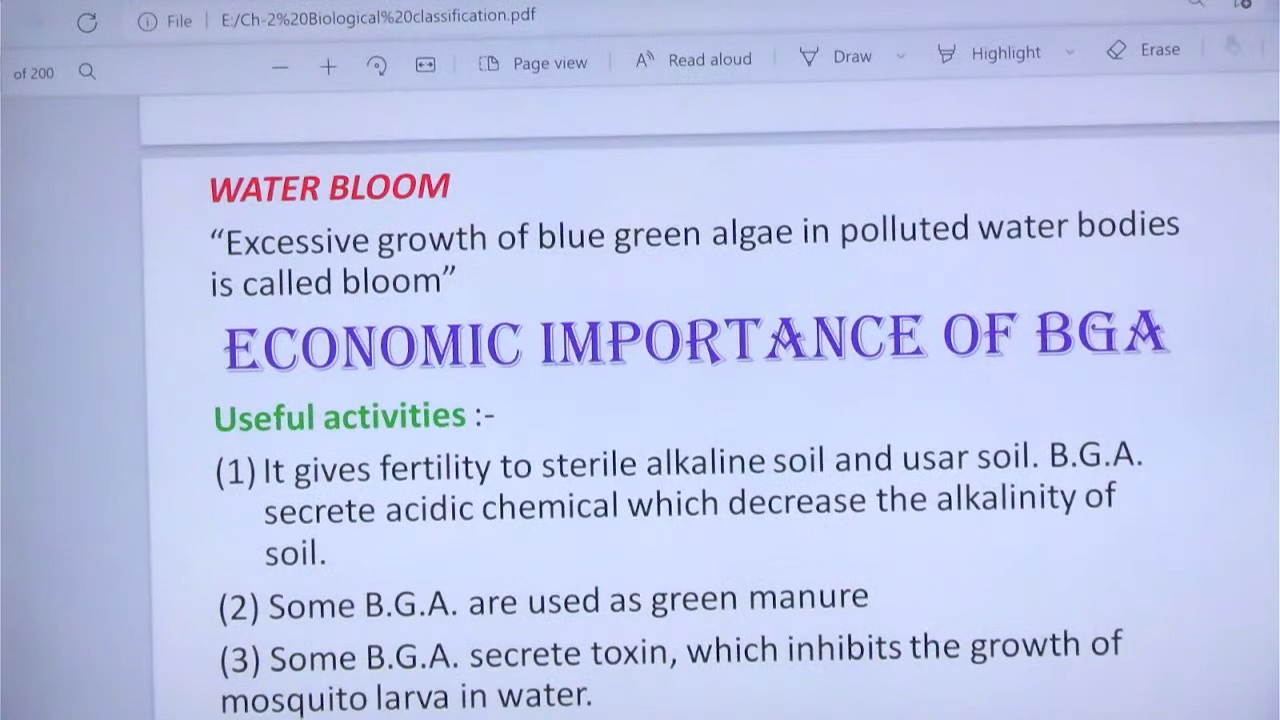 File | E:/Ch-2%20Biological%20classification.pdf
of 200 Page view Read aloud Draw Highlight Erase
WATER BLOOM
“Excessive growth of blue green algae in polluted water bodies
is called bloom”
ECONOMIC IMPORTANCE OF BGA
Useful activities :-
(1) It gives fertility to sterile alkaline soil and usar soil. B.G.A.
secrete acidic chemical which decrease the alkalinity of
soil.
(2) Some B.G.A. are used as green manure
(3) Some B.G.A. secrete toxin, which inhibits the growth of
mosquito larva in water.